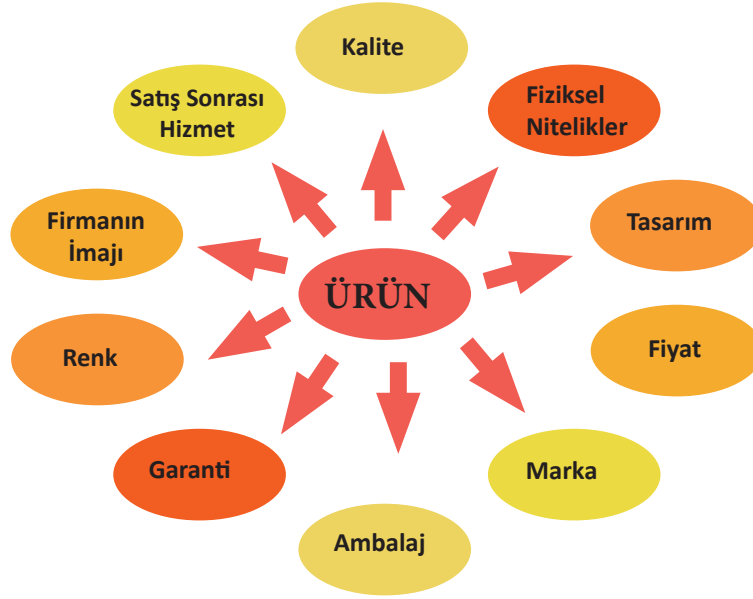 Kalite
Satış Sonrası
Hizmet
Fiziksel
Nitelikler
Firmanın
İmajı
Tasarım
ÜRÜN
Renk
Fiyat
Garanti
Marka
Ambalaj